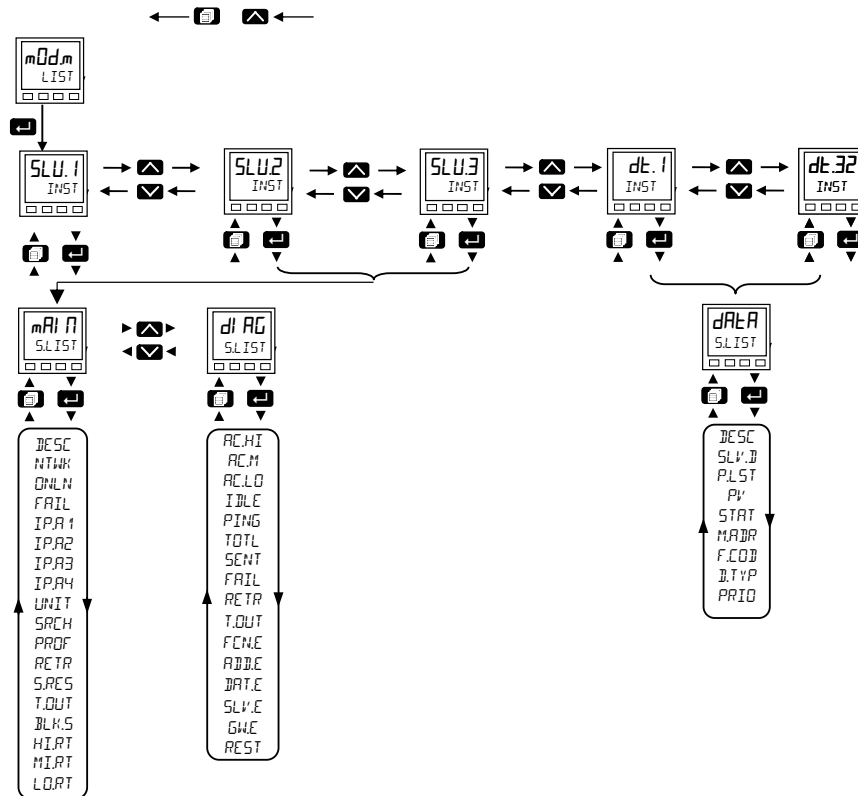 m0d.m
LIST
SLU.1
INST
SLU.2
INST
SLU.3
INST
dt.1
INST
dt.32
INST
mAIN
S.LIST
dIAG
S.LIST
dAtA
S.LIST
DESC
NTWK
ONLN
FAIL
IP.A1
IP.A2
IP.A3
IP.A4
UNIT
SRCH
PROF
RETR
S.RES
T.OUT
BLK.S
HI.RT
MI.RT
LO.RT
AC.HI
AC.M
AC.LO
IDLE
PING
TOTL
SENT
FAIL
RETR
T.OUT
FCN.E
ADD.E
DAT.E
SLV.E
GW.E
REST
DESC
SLV.D
P.LST
PV
STAT
M.ADR
F.COD
D.TYP
PRIO